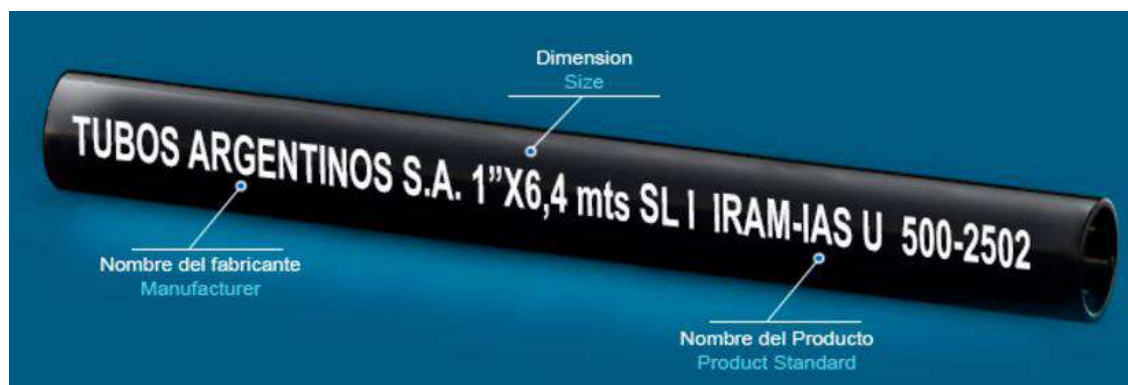 Dimension
Size
TUBOS ARGENTINOS S.A. 1”X6,4 mts SL I IRAM-IAS U 500-2502
Nombre del fabricante
Manufacturer
Nombre del Producto
Product Standard